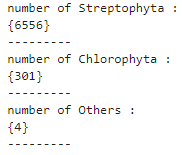 number of Streptophyta :
{6556}
---------
number of Chlorophyta :
{301}
---------
number of Others :
{4}
---------